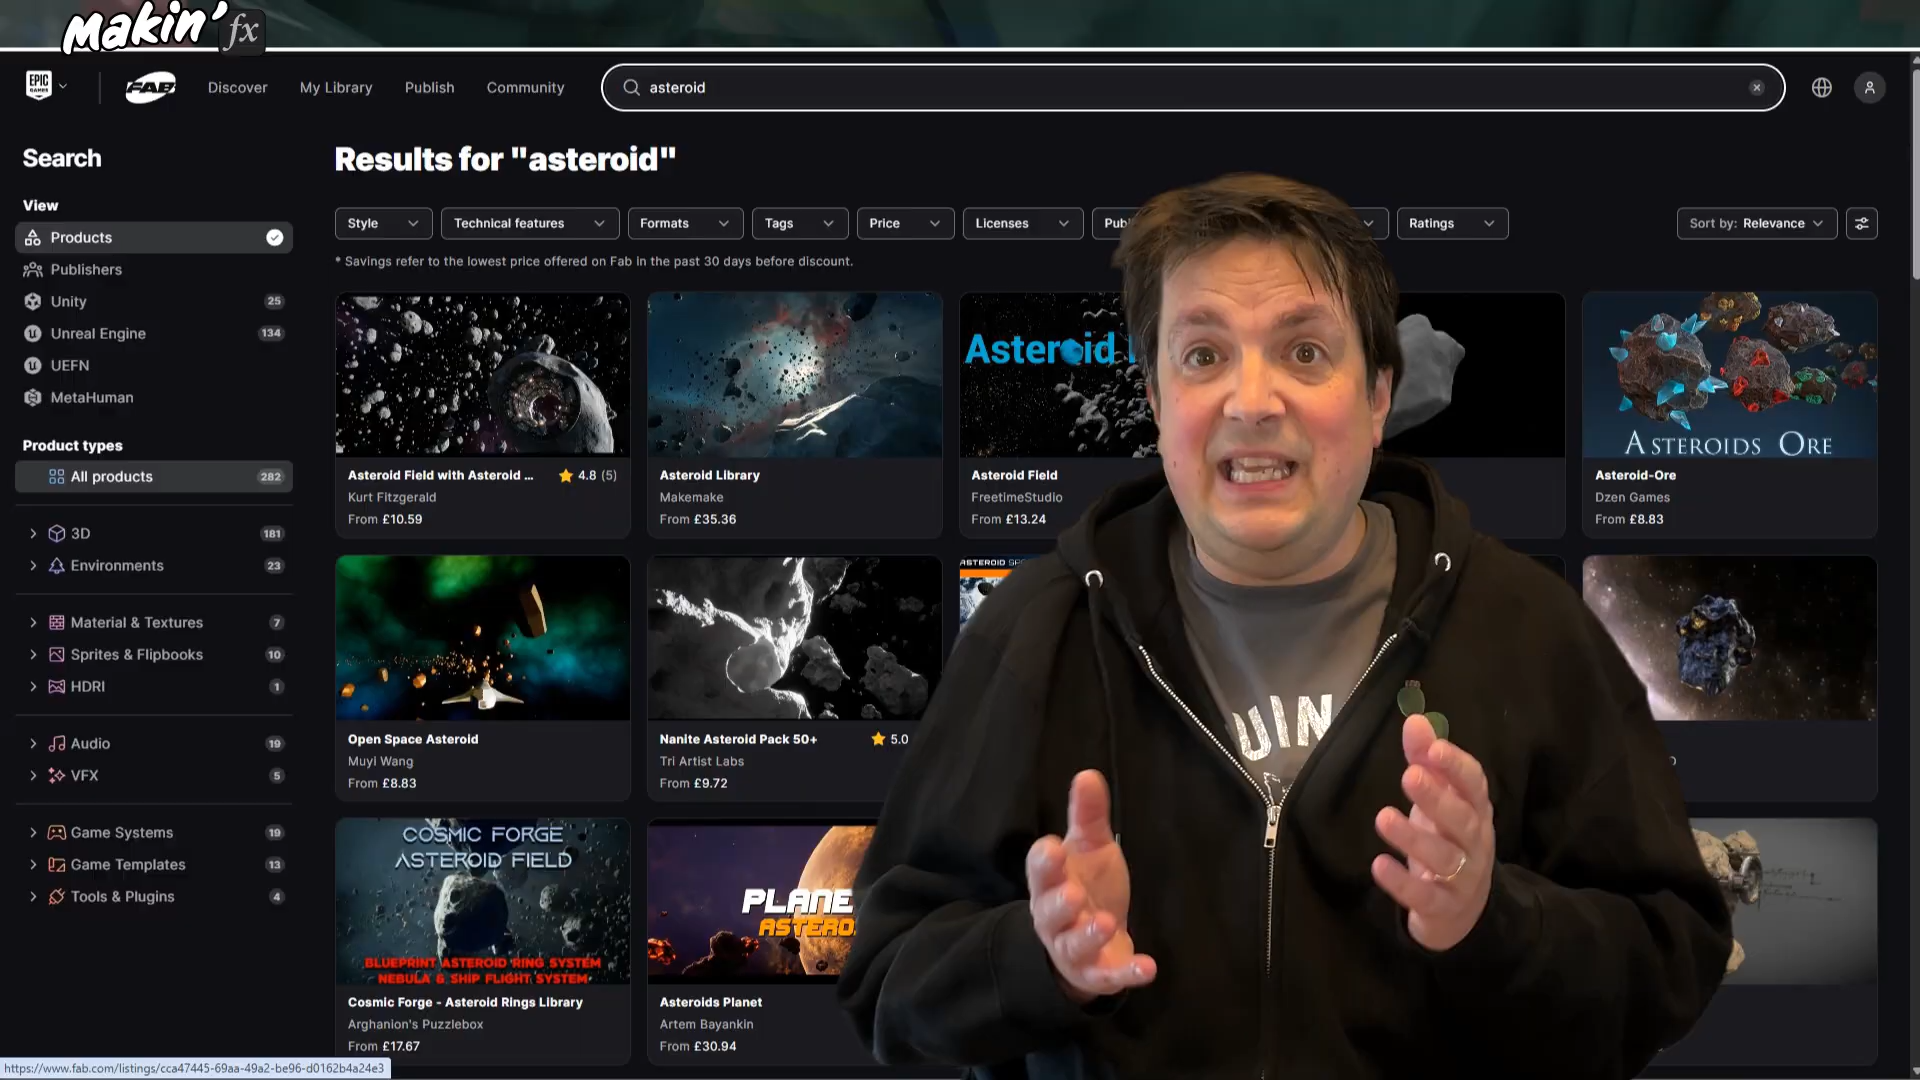 Makin' fx
EPIC GAMES
FAB
Discover
My Library
Publish
Community
asteroid
Search
Results for "asteroid"
View
Products
Publishers
Unity 25
Unreal Engine 134
UEFN
MetaHuman
Product types
All products 282
3D 181
Environments 23
Material & Textures 7
Sprites & Flipbooks 10
HDRI 1
Audio 19
VFX 5
Game Systems 19
Game Templates 13
Tools & Plugins 4
Style
Technical features
Formats
Tags
Price
Licenses
Ratings
Sort by: Relevance
* Savings refer to the lowest price offered on Fab in the past 30 days before discount.
Asteroid Field with Asteroid ... 4.8 (5)
Kurt Fitzgerald
From £10.59
Asteroid Library
Makemake
From £35.36
Asteroid
Asteroid Field
FreetimeStudio
From £13.24
ASTEROIDS ORE
Asteroid-Ore
Dzen Games
From £8.83
Open Space Asteroid
Muyi Wang
From £8.83
Nanite Asteroid Pack 50+ 5.0
Tri Artist Labs
From £9.72
ASTEROID
COSMIC FORGE
ASTEROID FIELD
BLUEPRINT ASTEROID RING SYSTEM
NEBULA & SHIP FLIGHT SYSTEM
Cosmic Forge - Asteroid Rings Library
Arghanion's Puzzlebox
From £17.67
PLANE
ASTERO
Asteroids Planet
Artem Bayankin
From £30.94
UIN
https://www.fab.com/listings/cca47445-69aa-49a2-be96-d0162b4a24e3